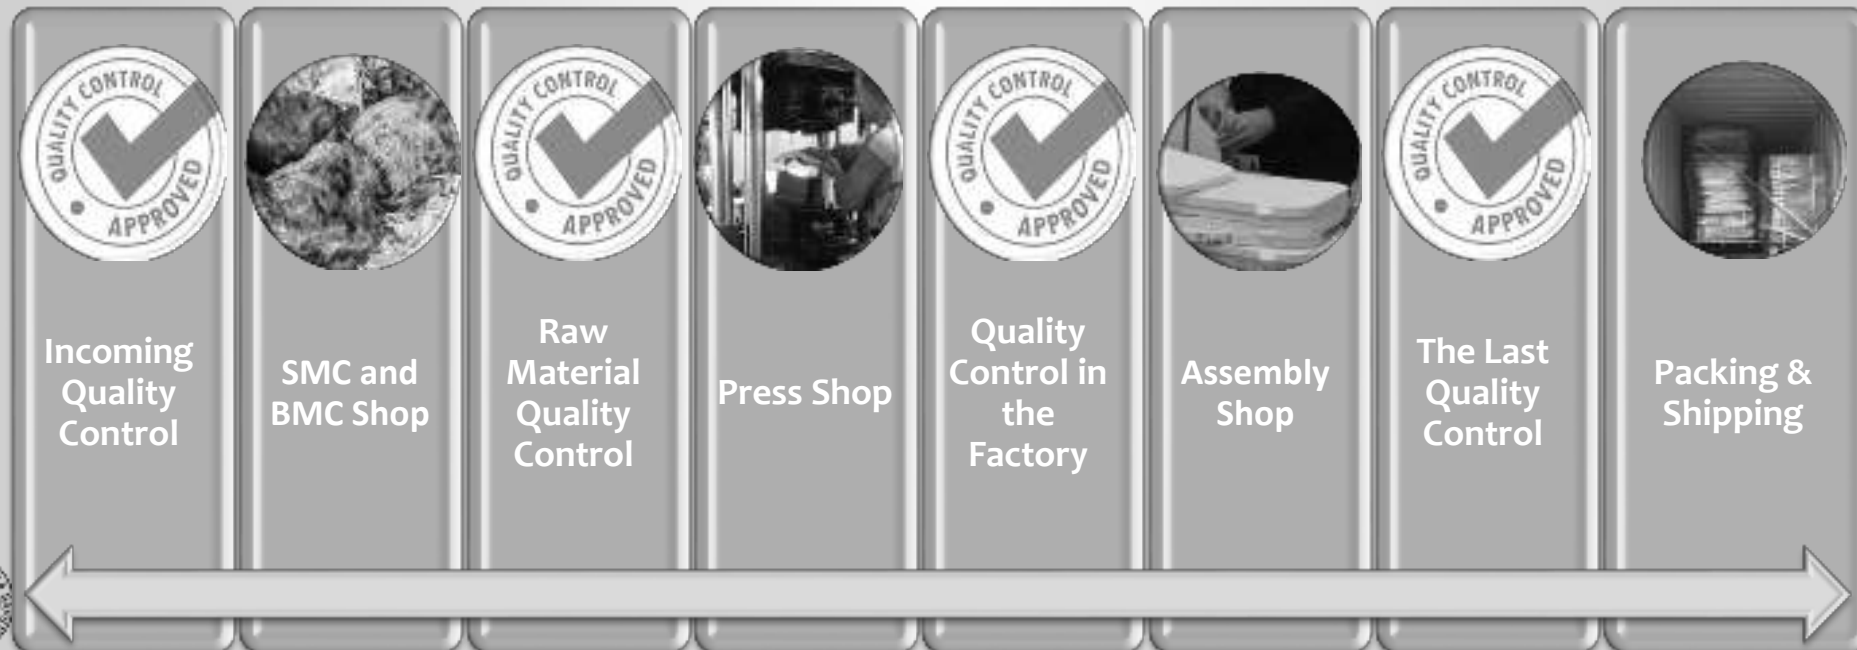 QUALITY CONTROL
APPROVED
QUALITY CONTROL
APPROVED
QUALITY CONTROL
APPROVED
QUALITY CONTROL
APPROVED
Incoming
Quality
Control
SMC and
BMC Shop
Raw
Material
Quality
Control
Press Shop
Quality
Control in
the
Factory
Assembly
Shop
The Last
Quality
Control
Packing &
Shipping